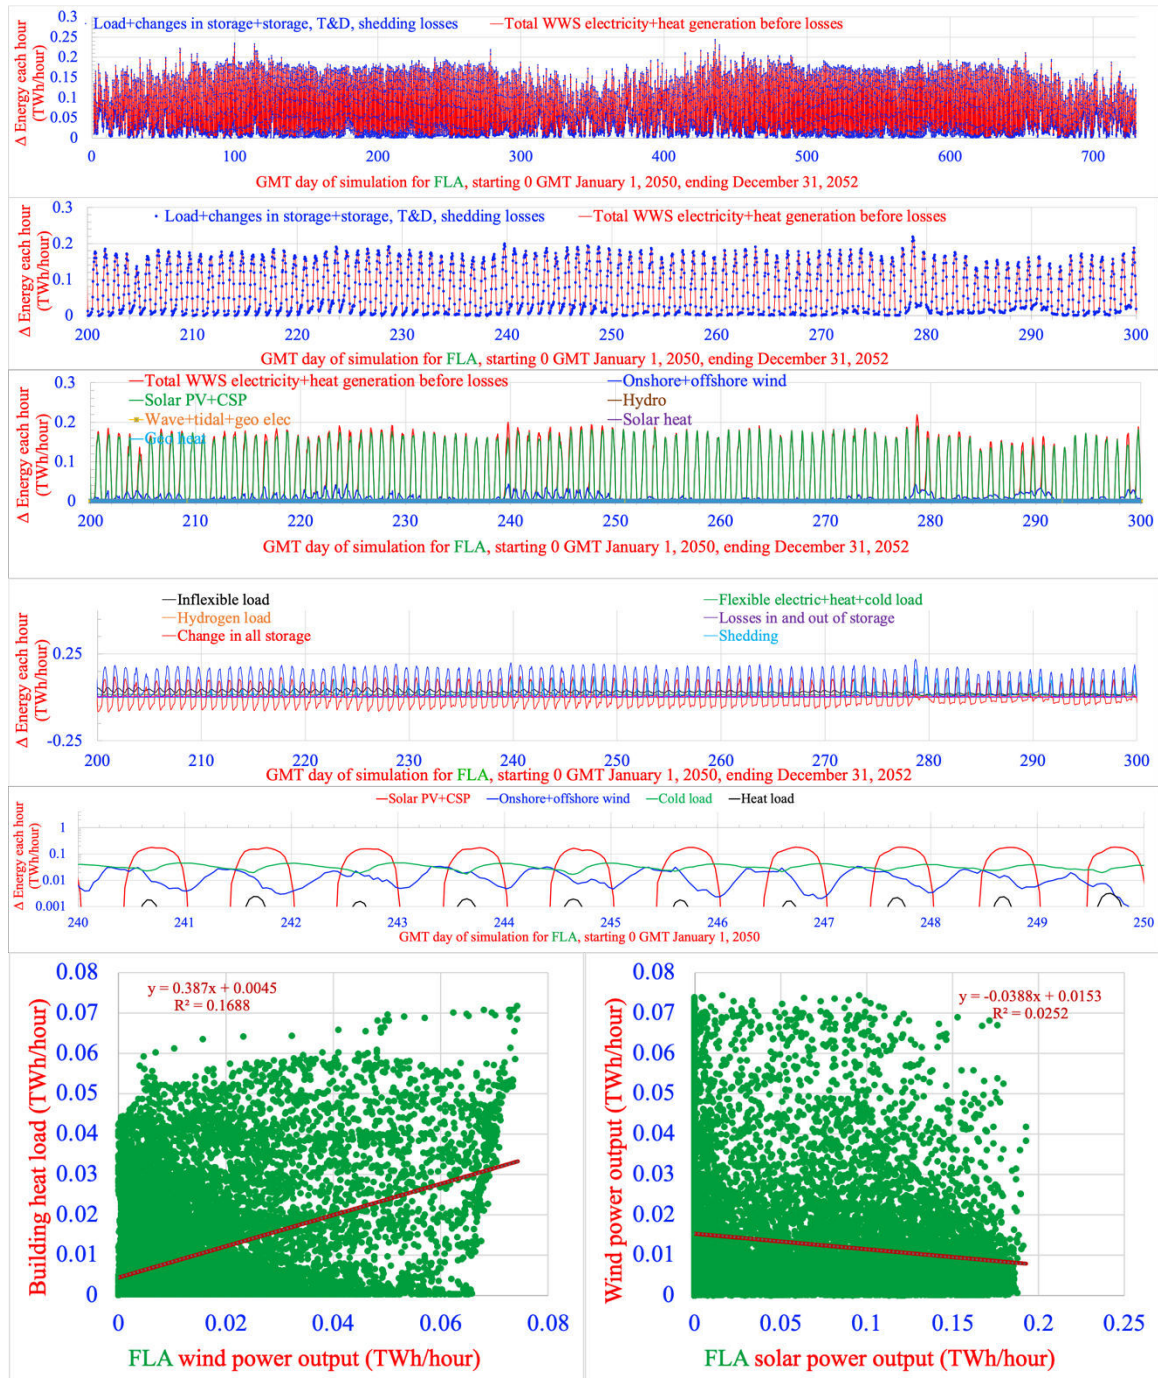 Load+changes in storage+storage, T&D, shedding losses —Total WWS electricity+heat generation before losses
Δ Energy each hour
(TWh/hour)
0.3
0.25
0.2
0.15
0.1
0.05
0
0 100 200 300 400 500 600 700
GMT day of simulation for FLA, starting 0 GMT January 1, 2050, ending December 31, 2052
Load+changes in storage+storage, T&D, shedding losses —Total WWS electricity+heat generation before losses
Δ Energy each hour
(TWh/hour)
0.3
0.2
0.1
0
200 210 220 230 240 250 260 270 280 290 300
GMT day of simulation for FLA, starting 0 GMT January 1, 2050, ending December 31, 2052
—Total WWS electricity+heat generation before losses —Onshore+offshore wind
—Solar PV+CSP —Hydro
Wave+tidal+geo elec —Solar heat
Geo heat
Δ Energy each hour
(TWh/hour)
0.3
0.2
0.1
0
200 210 220 230 240 250 260 270 280 290 300
GMT day of simulation for FLA, starting 0 GMT January 1, 2050, ending December 31, 2052
—Inflexible load —Flexible electric+heat+cold load
—Hydrogen load —Losses in and out of storage
—Change in all storage —Shedding
Δ Energy each hour
(TWh/hour)
0.25
-0.25
200 210 220 230 240 250 260 270 280 290 300
GMT day of simulation for FLA, starting 0 GMT January 1, 2050, ending December 31, 2052
—Solar PV+CSP —Onshore+offshore wind —Cold load —Heat load
Δ Energy each hour
(TWh/hour)
1
0.1
0.01
0.001
240 241 242 243 244 245 246 247 248 249 250
GMT day of simulation for FLA, starting 0 GMT January 1, 2050
Building heat load (TWh/hour)
0.08
0.07
0.06
0.05
0.04
0.03
0.02
0.01
0
y = 0.387x + 0.0045
R² = 0.1688
0 0.02 0.04 0.06 0.08
FLA wind power output (TWh/hour)
Wind power output (TWh/hour)
0.08
0.07
0.06
0.05
0.04
0.03
0.02
0.01
0
y = -0.0388x + 0.0153
R² = 0.0252
0 0.05 0.1 0.15 0.2 0.25
FLA solar power output (TWh/hour)